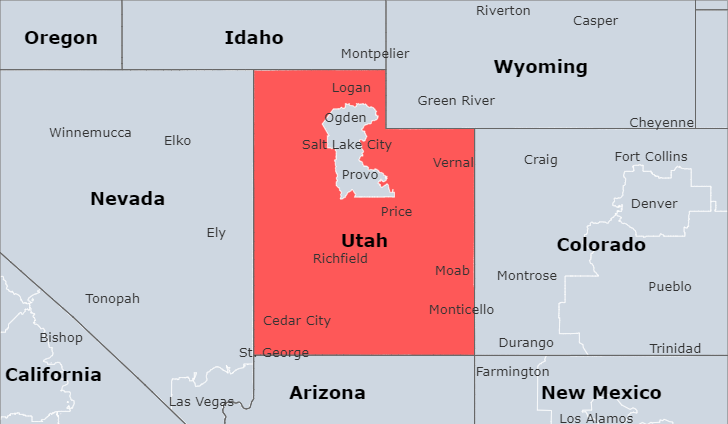 Riverton
Casper
Oregon
Idaho
Montpelier
Wyoming
Logan
Green River
Ogden
Cheyenne
Winnemucca
Elko
Salt Lake City
Vernal
Craig
Fort Collins
Provo
Nevada
Price
Denver
Ely
Utah
Colorado
Richfield
Moab
Montrose
Pueblo
Tonopah
Monticello
Cedar City
Bishop
St. George
Durango
Trinidad
California
Farmington
Las Vegas
Arizona
New Mexico
Los Alamos